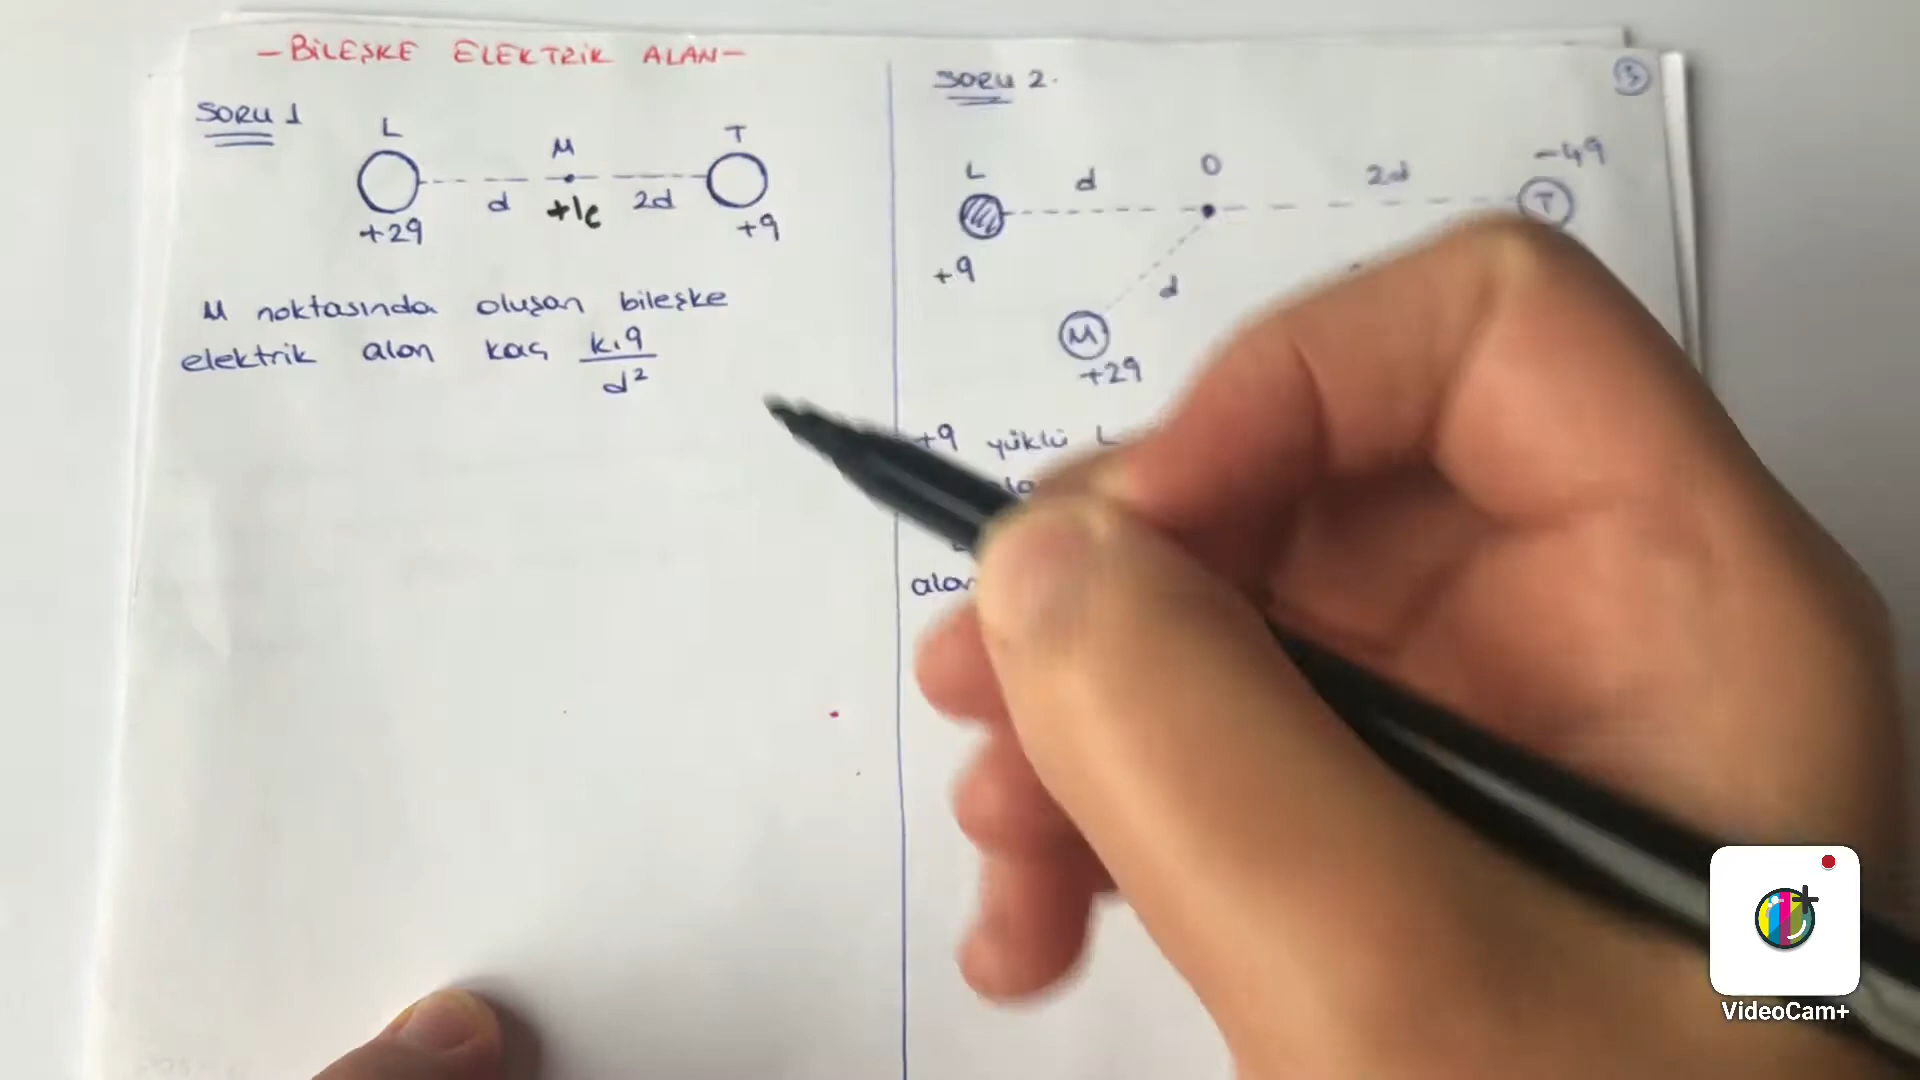 - BİLEŞKE ELEKTRİK ALAN -
SORU 1
L M T
d +1c 2d
+2q +q
M noktasında oluşan bileşke
elektrik alan kaç k.q
d²
3
SORU 2.
L d O 2d -4q
T
+q d
M
+2q
+q yüklü L
alan
VideoCam+